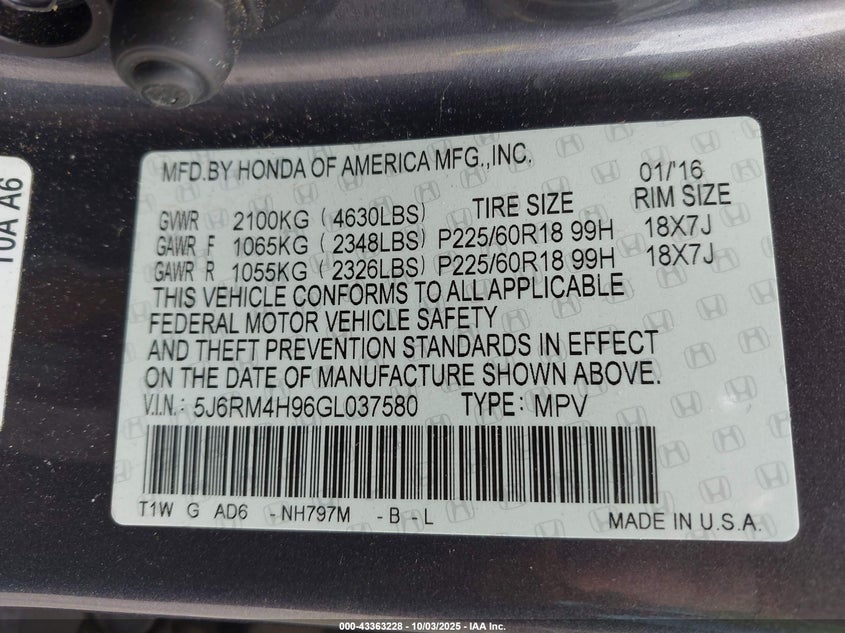 10A A6
MFD.BY HONDA OF AMERICA MFG.,INC. 01/'16
TIRE SIZE RIM SIZE
GVWR 2100KG ( 4630LBS)
GAWR F 1065KG ( 2348LBS) P225/60R18 99H 18X7J
GAWR R 1055KG ( 2326LBS) P225/60R18 99H 18X7J
THIS VEHICLE CONFORMS TO ALL APPLICABLE
FEDERAL MOTOR VEHICLE SAFETY
AND THEFT PREVENTION STANDARDS IN EFFECT
ON THE DATE OF MANUFACTURE SHOWN ABOVE.
V.I.N.: 5J6RM4H96GL037580 TYPE: MPV
T1W G AD6 -NH797M -B -L
MADE IN U.S.A.
000-43363228 - 10/03/2025 - IAA Inc.